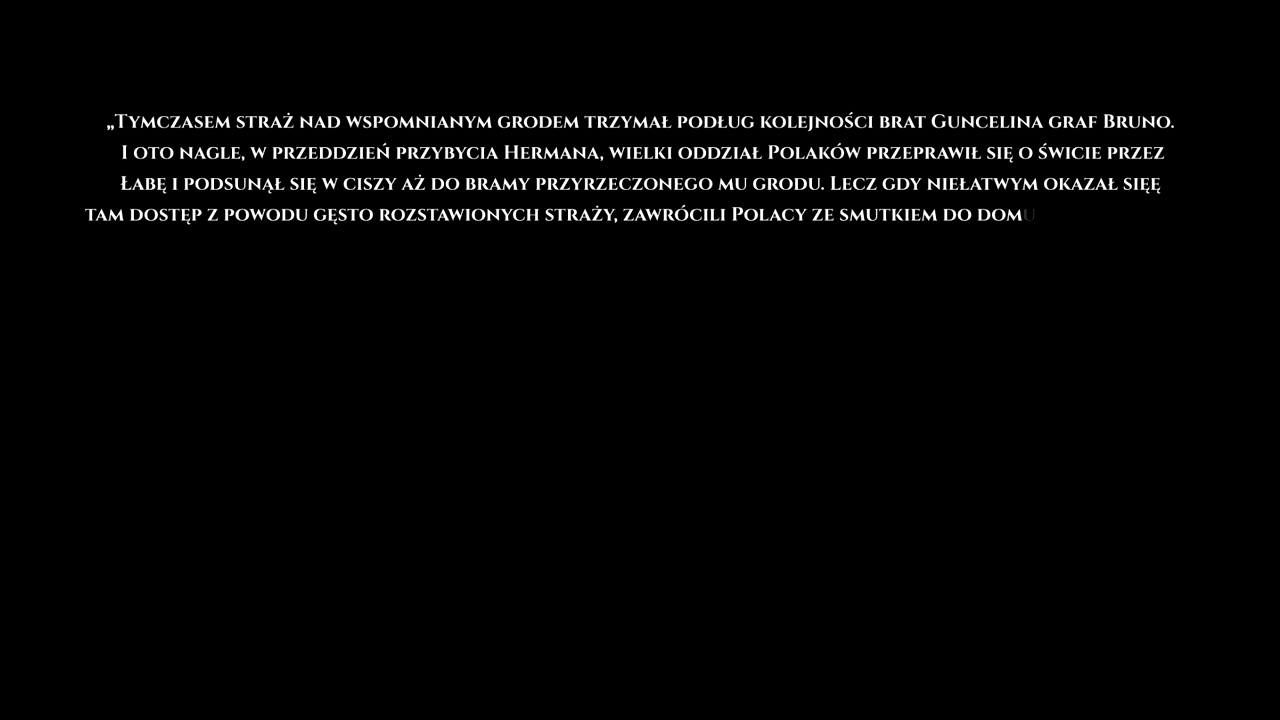 „Tymczasem straż nad wspomnianym grodem trzymał podług kolejności brat Guncelina graf Bruno.
I oto nagle, w przeddzień przybycia Hermana, wielki oddział Polaków przeprawił się o świcie przez
Łabę i podsunął się w ciszy aż do bramy przyrzeczonego mu grodu. Lecz gdy niełatwym okazał sięę
tam dostęp z powodu gęsto rozstawionych straży, zawrócili Polacy ze smutkiem do domu